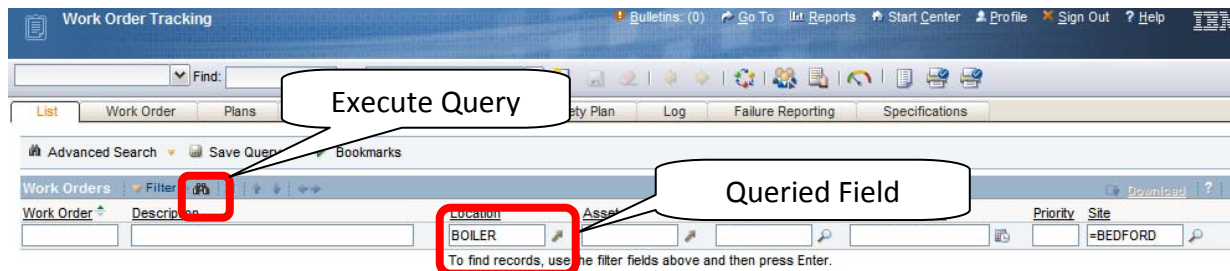 Work Order Tracking
Bulletins: (0) Go To Reports Start Center Profile Sign Out ? Help IBM
Find:
Execute Query
List Work Order Plans ety Plan Log Failure Reporting Specifications
Advanced Search Save Quer Bookmarks
Queried Field
Work Orders Filter Download ?
Work Order Description Location Asset Priority Site
BOILER =BEDFORD
To find records, use the filter fields above and then press Enter.